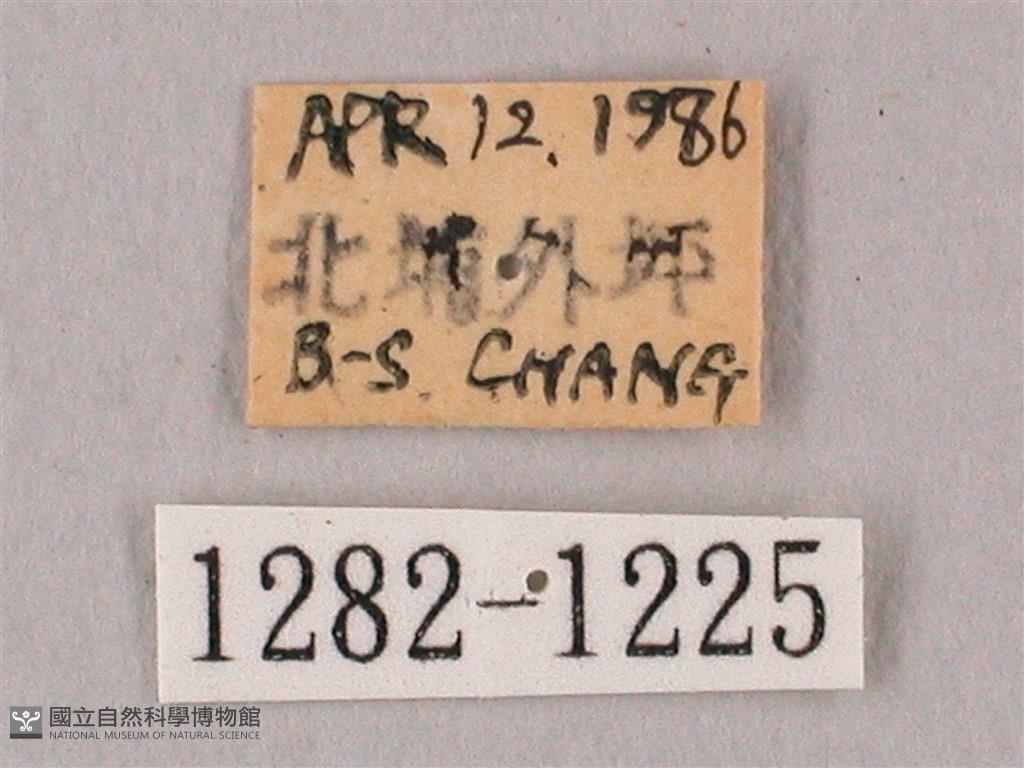 APR 12. 1986
北埔外坪
B-S. CHANG
1282-1225
國立自然科學博物館
NATIONAL MUSEUM OF NATURAL SCIENCE